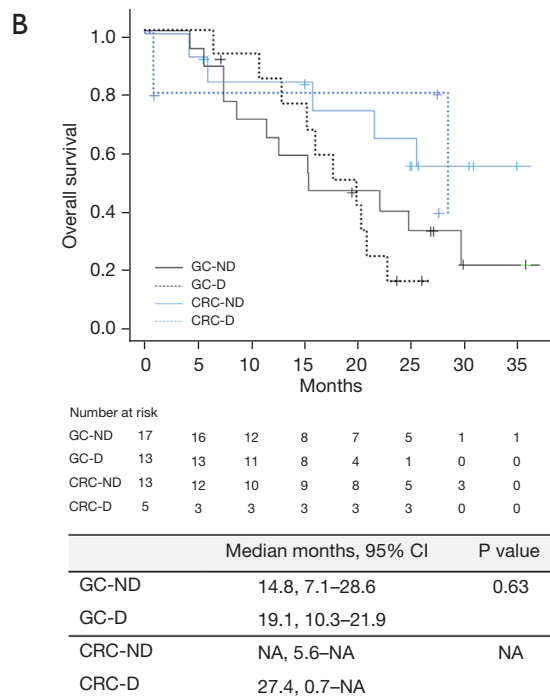 B
Overall survival
1.0
0.8
0.6
0.4
0.2
0.0
GC-ND
GC-D
CRC-ND
CRC-D
0 5 10 15 20 25 30 35
Months
Number at risk
GC-ND 17 16 12 8 7 5 1 1
GC-D 13 13 11 8 4 1 0 0
CRC-ND 13 12 10 9 8 5 3 0
CRC-D 5 3 3 3 3 3 0 0
Median months, 95% CI P value
GC-ND 14.8, 7.1–28.6 0.63
GC-D 19.1, 10.3–21.9
CRC-ND NA, 5.6–NA NA
CRC-D 27.4, 0.7–NA